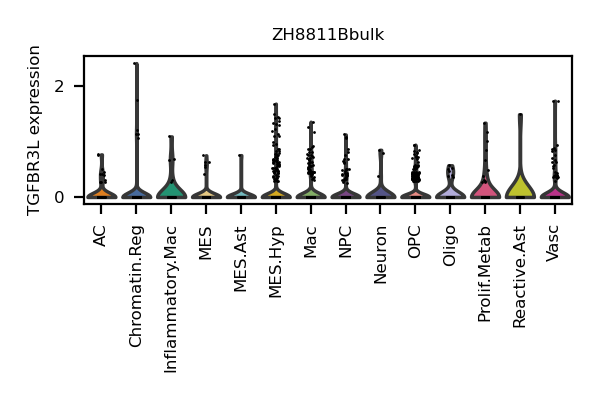 ZH8811Bbulk
TGFBR3L expression
2
0
AC
Chromatin.Reg
Inflammatory.Mac
MES
MES.Ast
MES.Hyp
Mac
NPC
Neuron
OPC
Oligo
Prolif.Metab
Reactive.Ast
Vasc